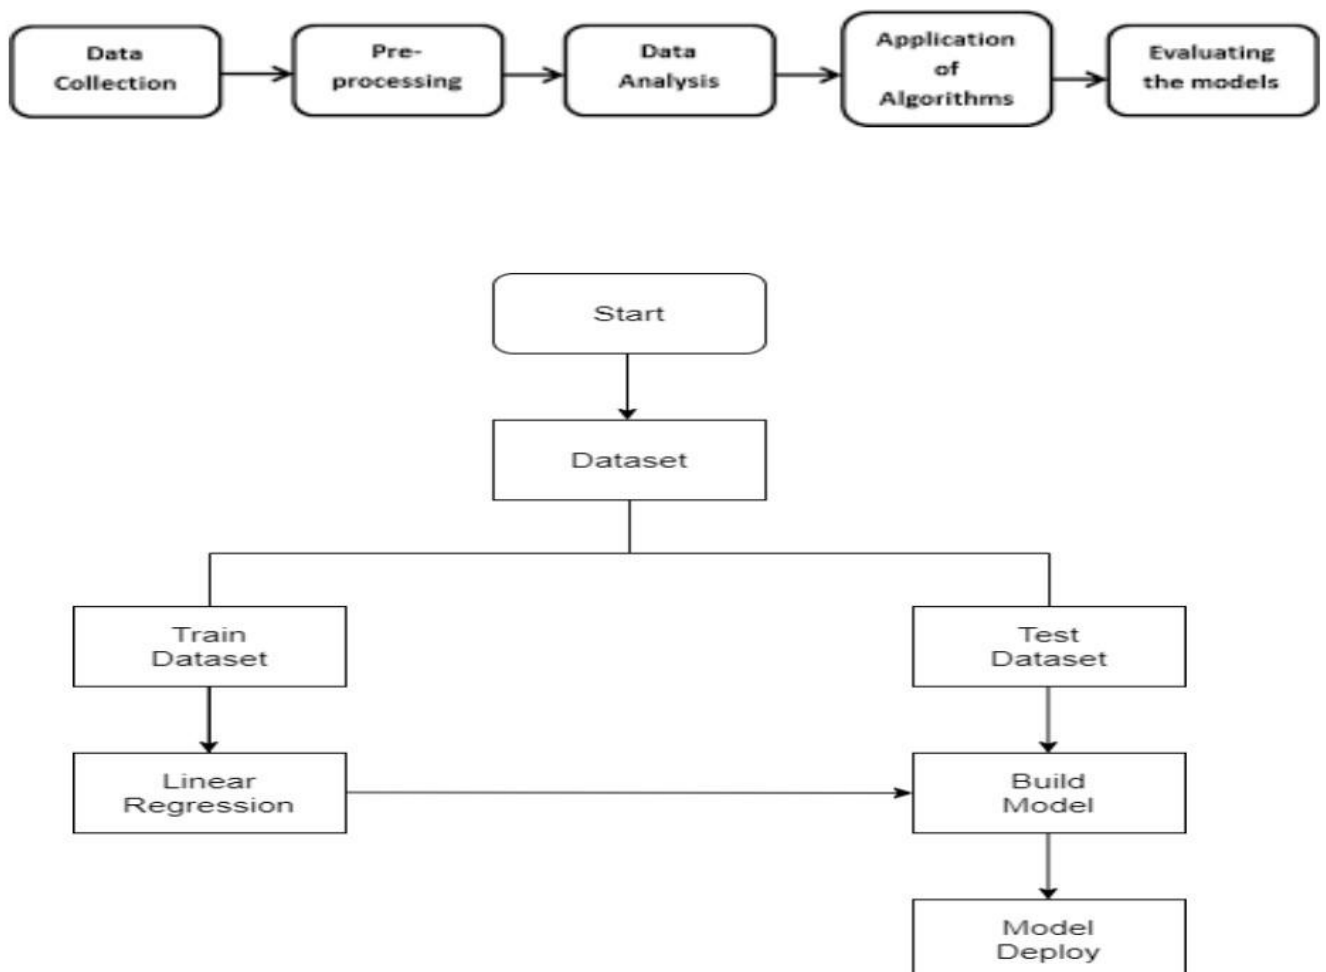 Data
Collection
Pre-
processing
Data
Analysis
Application
of
Algorithms
Evaluating
the models
Start
Dataset
Train
Dataset
Test
Dataset
Linear
Regression
Build
Model
Model
Deploy